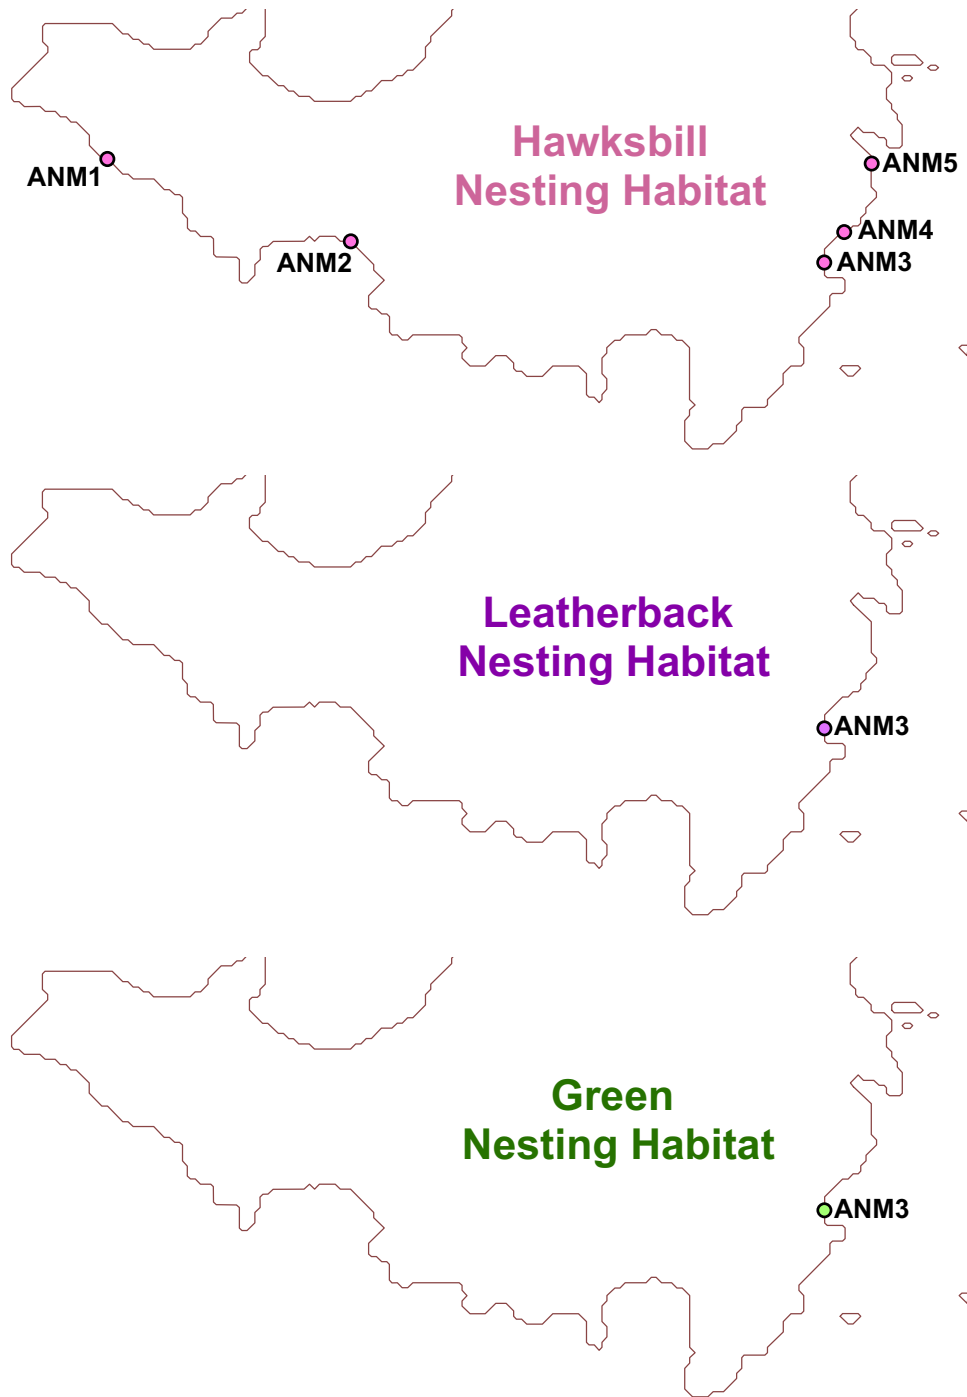 Hawksbill
Nesting Habitat
ANM1
ANM5
ANM4
ANM2
ANM3
Leatherback
Nesting Habitat
ANM3
Green
Nesting Habitat
ANM3